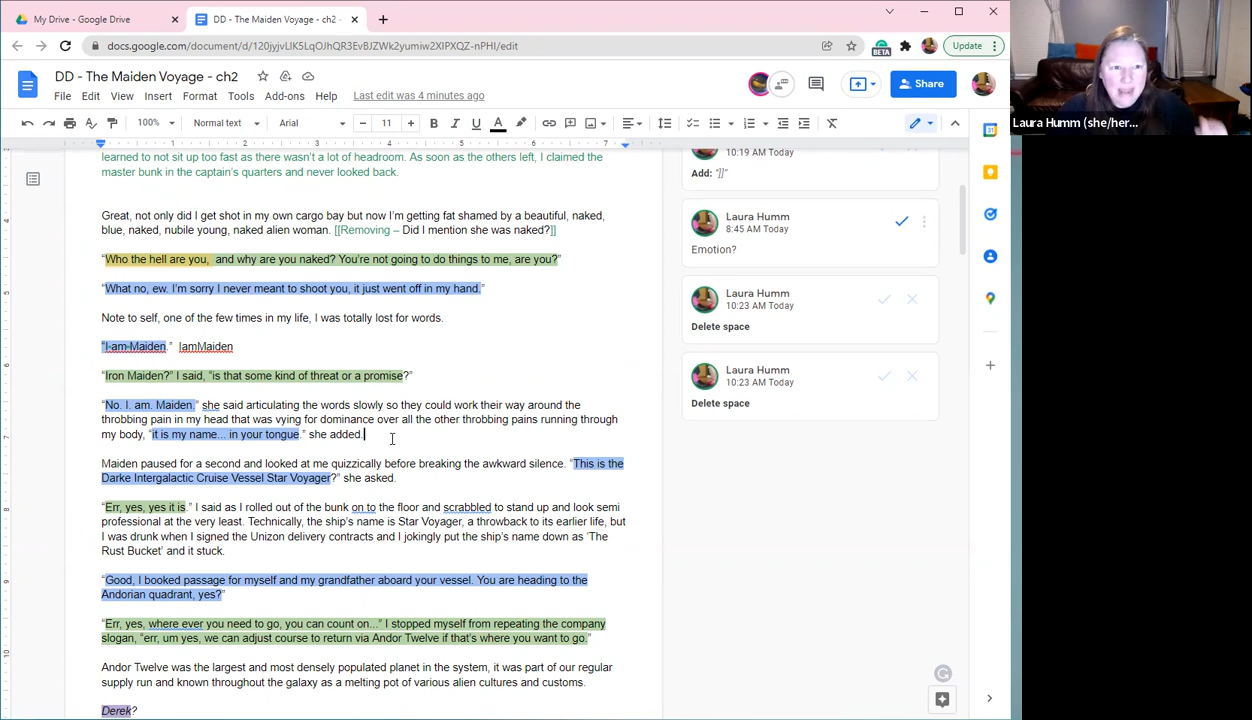 My Drive - Google Drive
DD - The Maiden Voyage - ch2 -
docs.google.com/document/d/120jyjvLlK5LqOJhQR3EvBJZWk2yumiw2XIPXQZ-nPHI/edit
BETA
Update
DD - The Maiden Voyage - ch2
File Edit View Insert Format Tools Add-ons Help Last edit was 4 minutes ago
Share
100% Normal text Arial 11
Laura Humm (she/her...
1 2 3 4 5 6 7
learned to not sit up too fast as there wasn't a lot of headroom. As soon as the others left, I claimed the
master bunk in the captain's quarters and never looked back.
Great, not only did I get shot in my own cargo bay but now I'm getting fat shamed by a beautiful, naked,
blue, naked, nubile young, naked alien woman. [[Removing – Did I mention she was naked?]]
"Who the hell are you, and why are you naked? You're not going to do things to me, are you?"
"What no, ew. I'm sorry I never meant to shoot you, it just went off in my hand."
Note to self, one of the few times in my life, I was totally lost for words.
"I am Maiden." IamMaiden
"Iron Maiden?" I said, "is that some kind of threat or a promise?"
"No. I. am. Maiden." she said articulating the words slowly so they could work their way around the
throbbing pain in my head that was vying for dominance over all the other throbbing pains running through
my body, "it is my name... in your tongue." she added.
Maiden paused for a second and looked at me quizzically before breaking the awkward silence. "This is the
Darke Intergalactic Cruise Vessel Star Voyager?" she asked.
"Err, yes, yes it is." I said as I rolled out of the bunk on to the floor and scrabbled to stand up and look semi
professional at the very least. Technically, the ship's name is Star Voyager, a throwback to its earlier life, but
I was drunk when I signed the Unizon delivery contracts and I jokingly put the ship's name down as 'The
Rust Bucket' and it stuck.
"Good, I booked passage for myself and my grandfather aboard your vessel. You are heading to the
Andorian quadrant, yes?"
"Err, yes, where ever you need to go, you can count on..." I stopped myself from repeating the company
slogan, "err, um yes, we can adjust course to return via Andor Twelve if that's where you want to go."
Andor Twelve was the largest and most densely populated planet in the system, it was part of our regular
supply run and known throughout the galaxy as a melting pot of various alien cultures and customs.
Derek?
4
5
6
7
8
9
10
10:19 AM Today
Add: "]]"
Laura Humm
8:45 AM Today
Emotion?
Laura Humm
10:23 AM Today
Delete space
Laura Humm
10:23 AM Today
Delete space